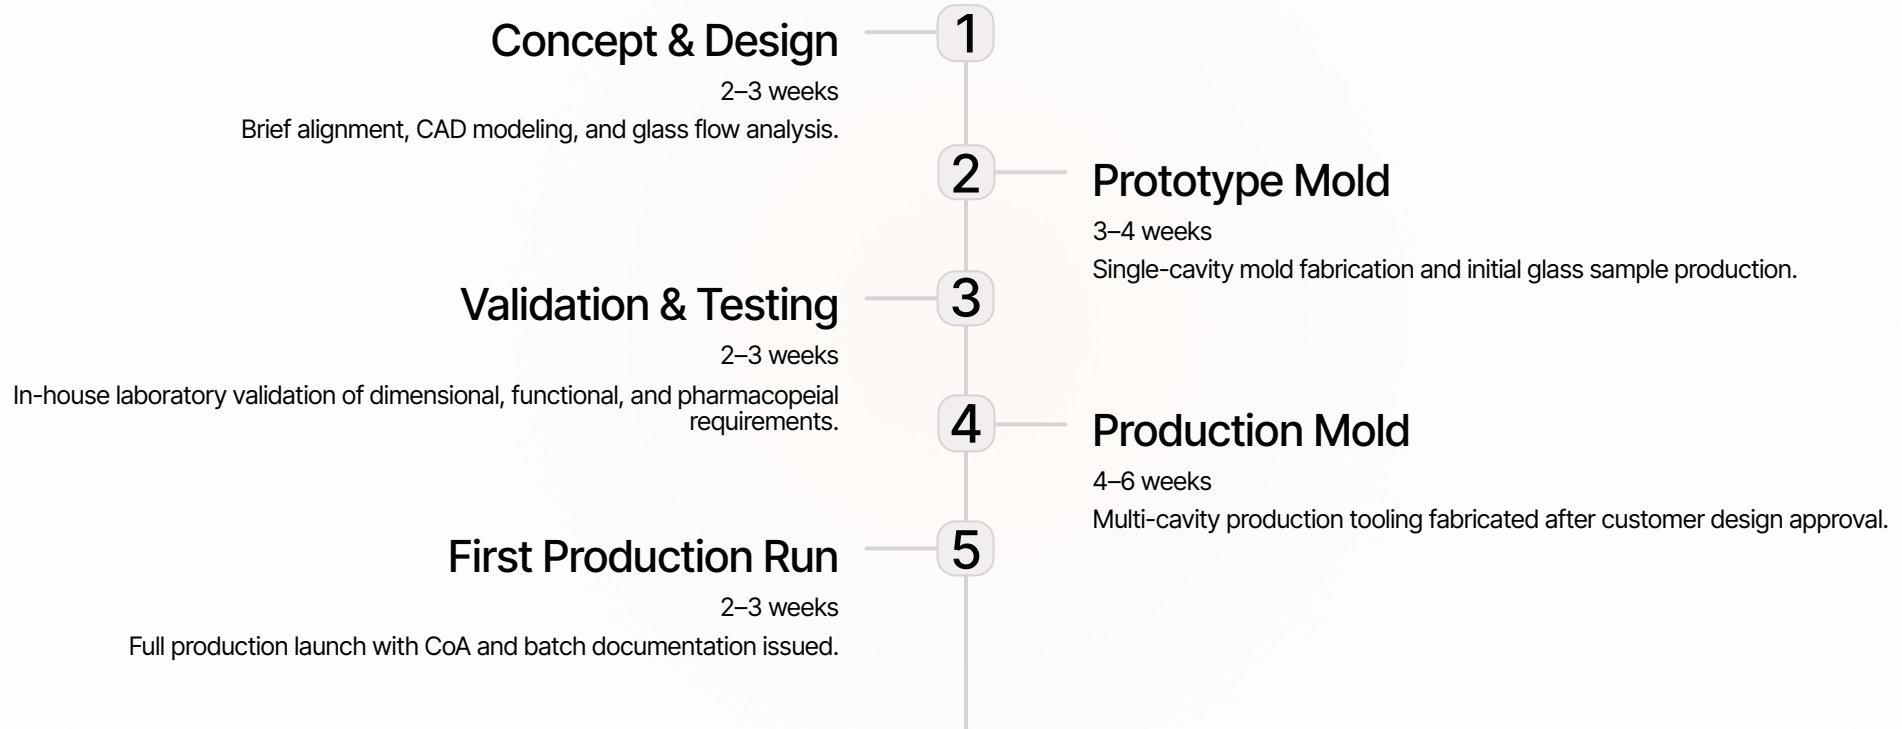 1
Concept & Design
2–3 weeks
Brief alignment, CAD modeling, and glass flow analysis.
2
Prototype Mold
3–4 weeks
Single-cavity mold fabrication and initial glass sample production.
3
Validation & Testing
2–3 weeks
In-house laboratory validation of dimensional, functional, and pharmacopeial
requirements.
4
Production Mold
4–6 weeks
Multi-cavity production tooling fabricated after customer design approval.
5
First Production Run
2–3 weeks
Full production launch with CoA and batch documentation issued.